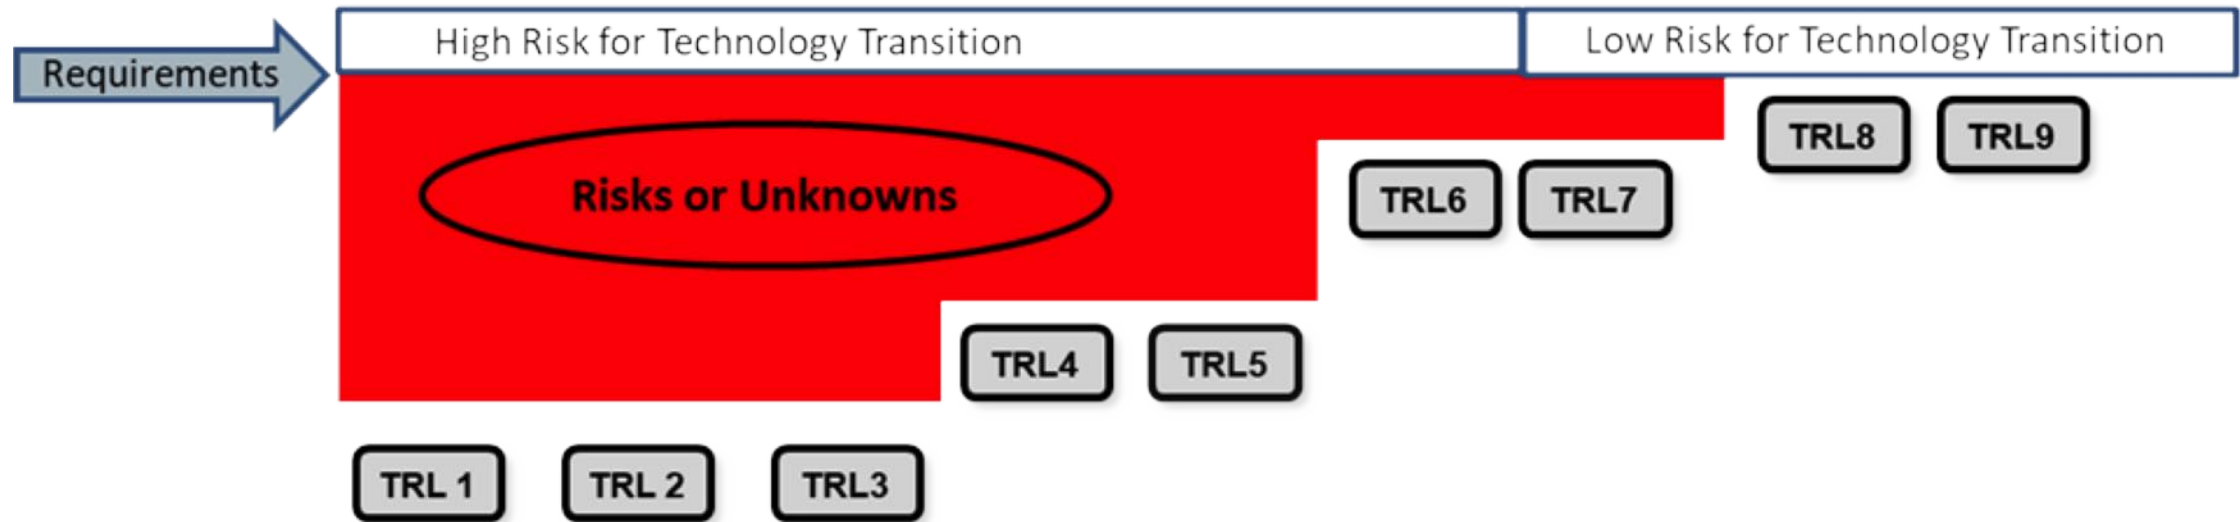 High Risk for Technology Transition
Low Risk for Technology Transition
Requirements
Risks or Unknowns
TRL8
TRL9
TRL6
TRL7
TRL4
TRL5
TRL 1
TRL 2
TRL3